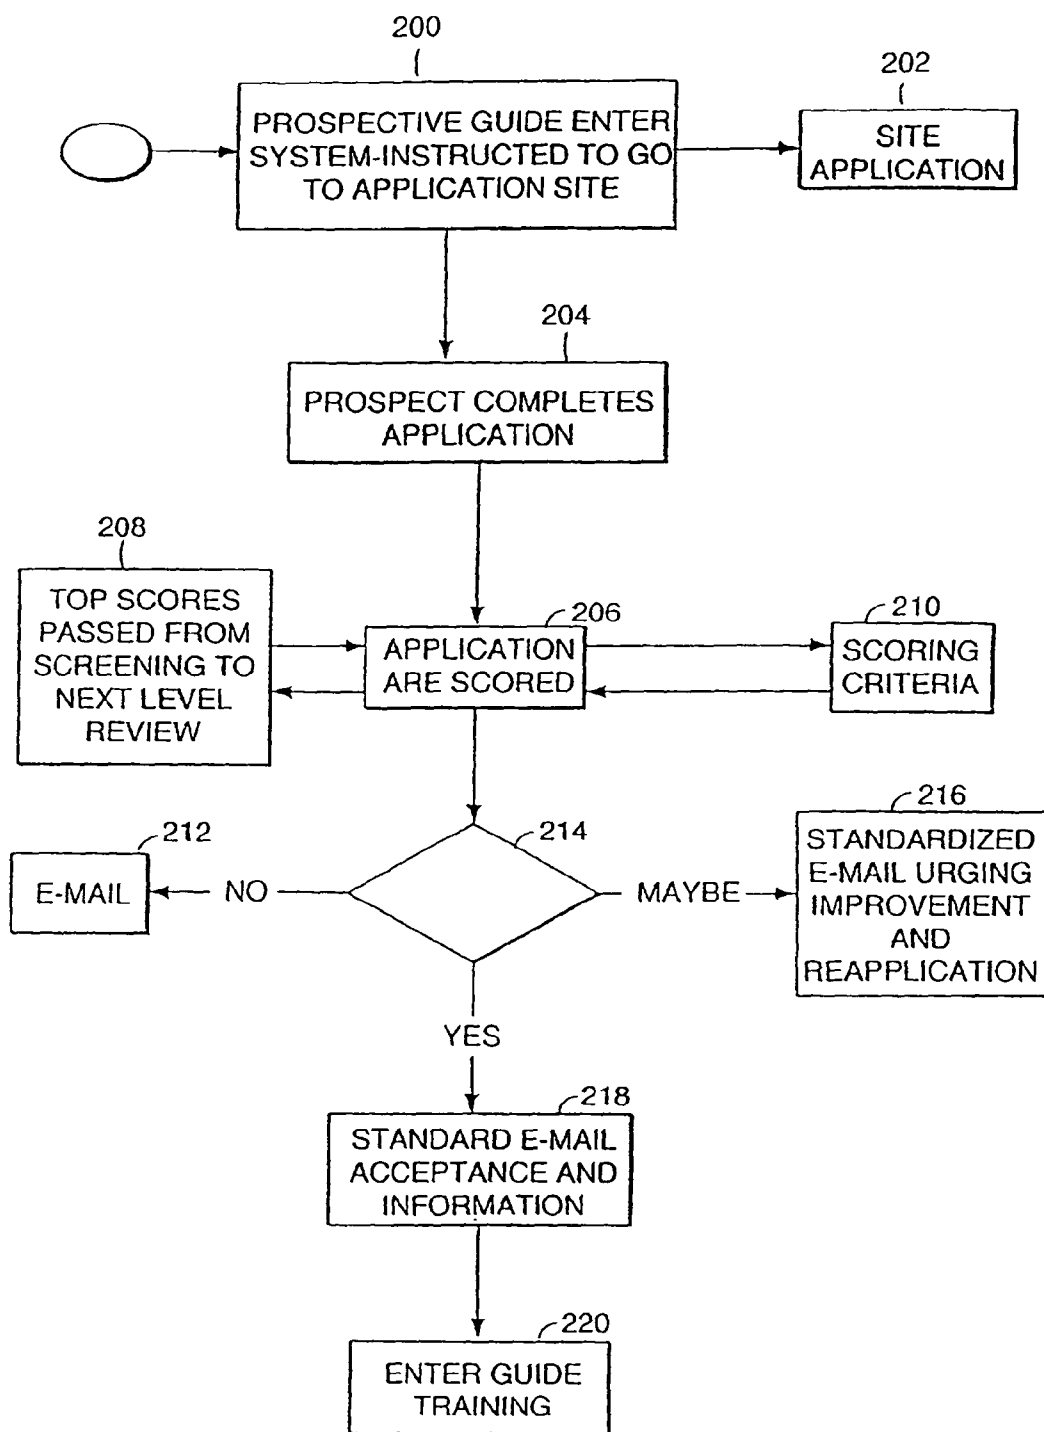 200
PROSPECTIVE GUIDE ENTER
SYSTEM-INSTRUCTED TO GO
TO APPLICATION SITE
202
SITE
APPLICATION
204
PROSPECT COMPLETES
APPLICATION
208
TOP SCORES
PASSED FROM
SCREENING TO
NEXT LEVEL
REVIEW
206
APPLICATION
ARE SCORED
210
SCORING
CRITERIA
212
E-MAIL
NO
214
MAYBE
216
STANDARDIZED
E-MAIL URGING
IMPROVEMENT
AND
REAPPLICATION
YES
218
STANDARD E-MAIL
ACCEPTANCE AND
INFORMATION
220
ENTER GUIDE
TRAINING